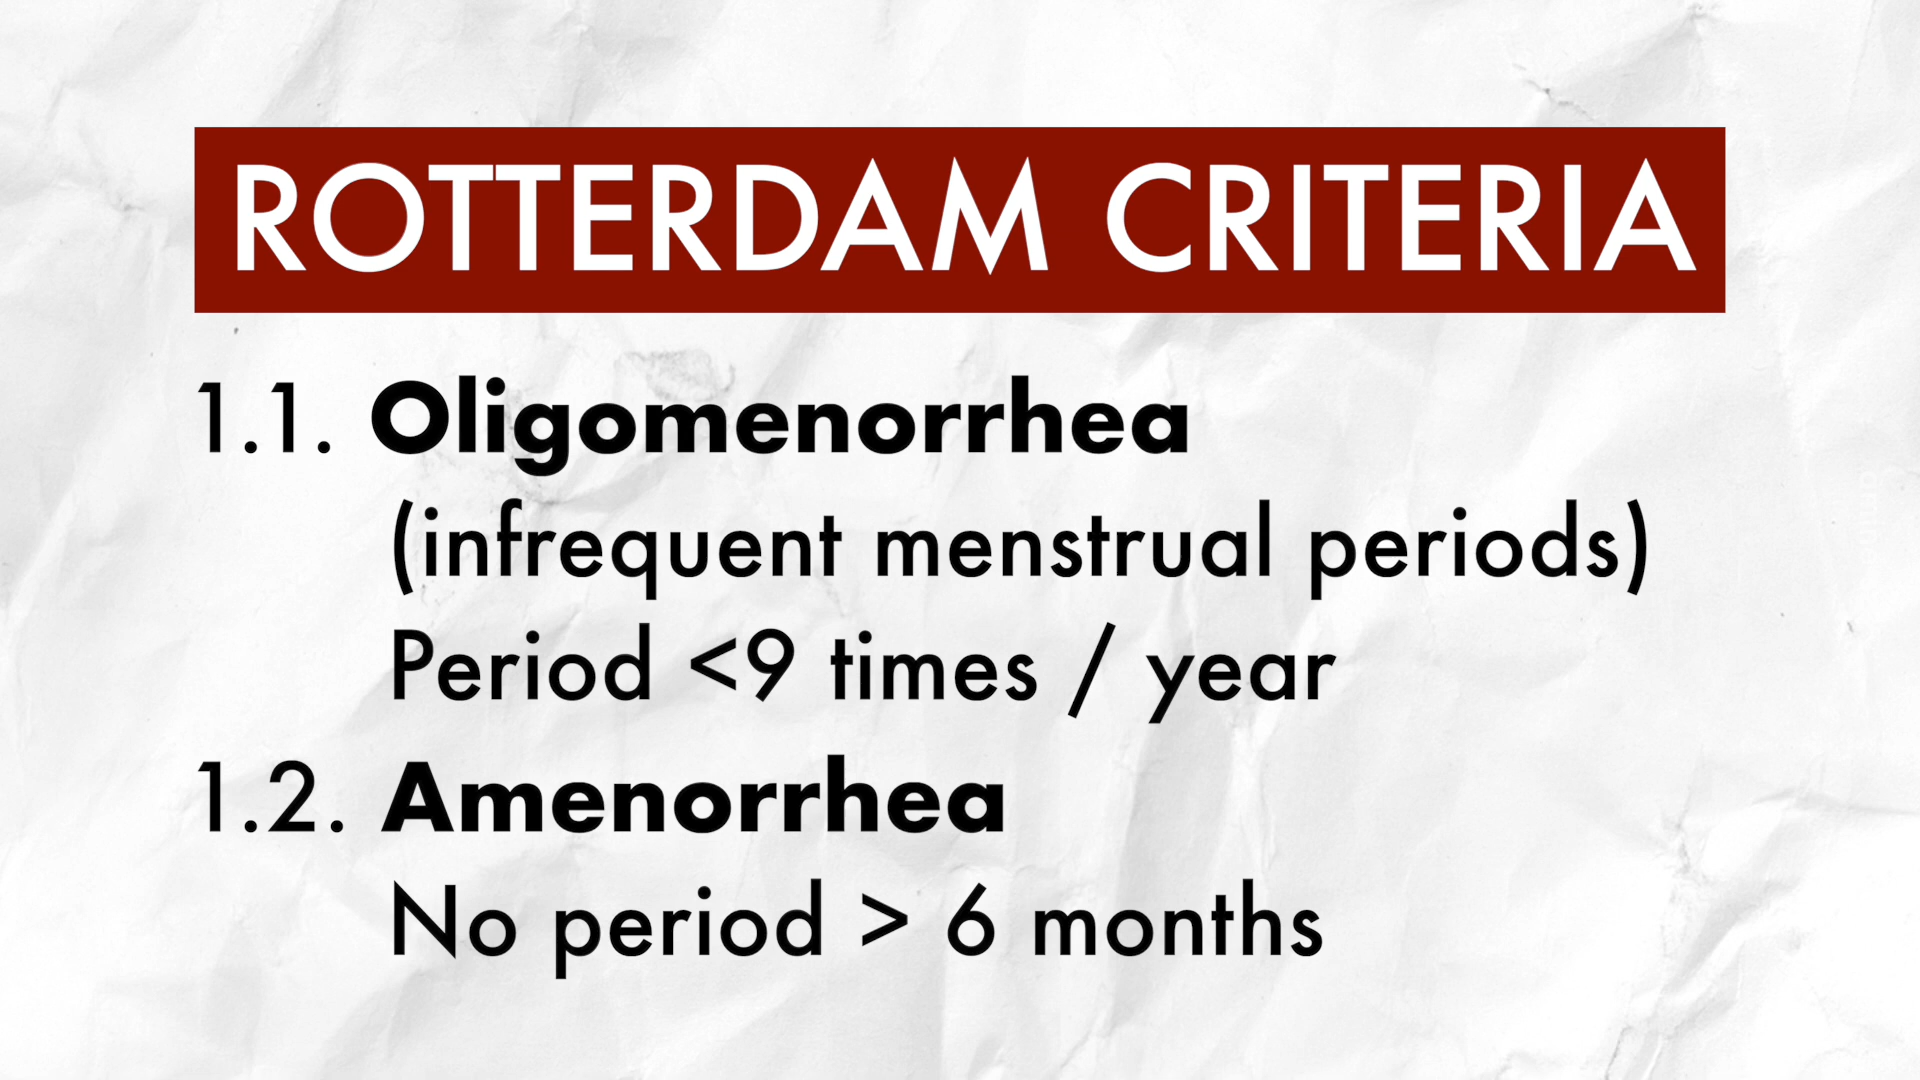 ROTTERDAM CRITERIA
1.1. Oligomenorrhea
(infrequent menstrual periods)
Period <9 times / year
1.2. Amenorrhea
No period > 6 months